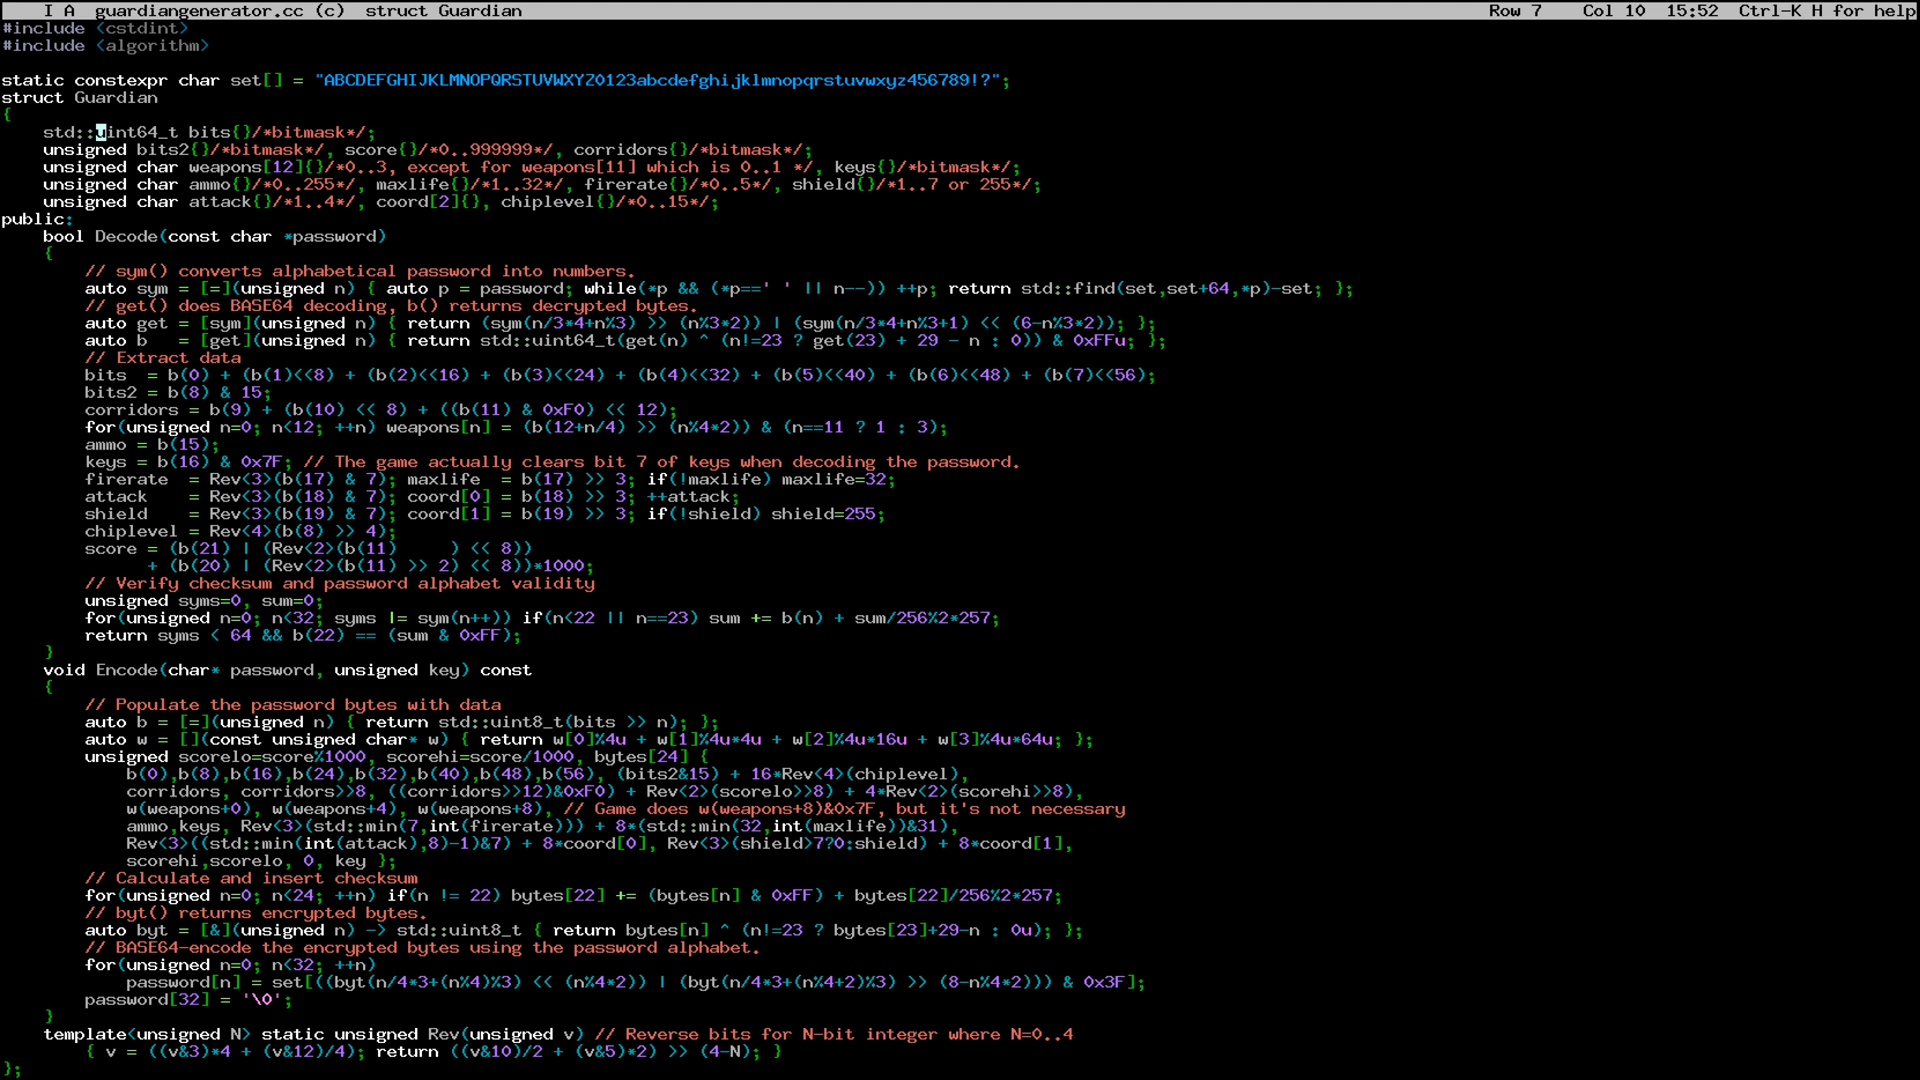 I A guardiangenerator.cc (c) struct Guardian Row 7 Col 10 15:52 Ctrl-K H for help
#include <cstdint>
#include <algorithm>
static constexpr char set[] = "ABCDEFGHIJKLMNOPQRSTUVWXYZ0123abcdefghijklmnopqrstuvwxyz456789!?";
struct Guardian
{
    std::uint64_t bits{}/*bitmask*/;
    unsigned bits2{}/*bitmask*/, score{}/*0..999999*/, corridors{}/*bitmask*/;
    unsigned char weapons[12]{}/*0..3, except for weapons[11] which is 0..1 */, keys{}/*bitmask*/;
    unsigned char ammo{}/*0..255*/, maxlife{}/*1..32*/, firerate{}/*0..5*/, shield{}/*1..7 or 255*/;
    unsigned char attack{}/*1..4*/, coord[2]{}, chiplevel{}/*0..15*/;
public:
    bool Decode(const char *password)
    {
        // sym() converts alphabetical password into numbers.
        auto sym = [=](unsigned n) { auto p = password; while(*p && (*p==' ' || n--)) ++p; return std::find(set,set+64,*p)-set; };
        // get() does BASE64 decoding, b() returns decrypted bytes.
        auto get = [sym](unsigned n) { return (sym(n/3*4+n%3) >> (n%3*2)) | (sym(n/3*4+n%3+1) << (6-n%3*2)); };
        auto b   = [get](unsigned n) { return std::uint64_t(get(n) ^ (n!=23 ? get(23) + 29 - n : 0)) & 0xFFu; };
        // Extract data
        bits  = b(0) + (b(1)<<8) + (b(2)<<16) + (b(3)<<24) + (b(4)<<32) + (b(5)<<40) + (b(6)<<48) + (b(7)<<56);
        bits2 = b(8) & 15;
        corridors = b(9) + (b(10) << 8) + ((b(11) & 0xF0) << 12);
        for(unsigned n=0; n<12; ++n) weapons[n] = (b(12+n/4) >> (n%4*2)) & (n==11 ? 1 : 3);
        ammo = b(15);
        keys = b(16) & 0x7F; // The game actually clears bit 7 of keys when decoding the password.
        firerate  = Rev<3>(b(17) & 7); maxlife  = b(17) >> 3; if(!maxlife) maxlife=32;
        attack    = Rev<3>(b(18) & 7); coord[0] = b(18) >> 3; ++attack;
        shield    = Rev<3>(b(19) & 7); coord[1] = b(19) >> 3; if(!shield) shield=255;
        chiplevel = Rev<4>(b(8) >> 4);
        score = (b(21) | (Rev<2>(b(11)     ) << 8))
              + (b(20) | (Rev<2>(b(11) >> 2) << 8))*1000;
        // Verify checksum and password alphabet validity
        unsigned syms=0, sum=0;
        for(unsigned n=0; n<32; syms |= sym(n++)) if(n<22 || n==23) sum += b(n) + sum/256%2*257;
        return syms < 64 && b(22) == (sum & 0xFF);
    }
    void Encode(char* password, unsigned key) const
    {
        // Populate the password bytes with data
        auto b = [=](unsigned n) { return std::uint8_t(bits >> n); };
        auto w = [](const unsigned char* w) { return w[0]%4u + w[1]%4u*4u + w[2]%4u*16u + w[3]%4u*64u; };
        unsigned scorelo=score%1000, scorehi=score/1000, bytes[24] {
            b(0),b(8),b(16),b(24),b(32),b(40),b(48),b(56), (bits2&15) + 16*Rev<4>(chiplevel),
            corridors, corridors>>8, ((corridors>>12)&0xF0) + Rev<2>(scorelo>>8) + 4*Rev<2>(scorehi>>8),
            w(weapons+0), w(weapons+4), w(weapons+8), // Game does w(weapons+8)&0x7F, but it's not necessary
            ammo,keys, Rev<3>(std::min(7,int(firerate))) + 8*(std::min(32,int(maxlife))&31),
            Rev<3>((std::min(int(attack),8)-1)&7) + 8*coord[0], Rev<3>(shield>7?0:shield) + 8*coord[1],
            scorehi,scorelo, 0, key };
        // Calculate and insert checksum
        for(unsigned n=0; n<24; ++n) if(n != 22) bytes[22] += (bytes[n] & 0xFF) + bytes[22]/256%2*257;
        // byt() returns encrypted bytes.
        auto byt = [&](unsigned n) -> std::uint8_t { return bytes[n] ^ (n!=23 ? bytes[23]+29-n : 0u); };
        // BASE64-encode the encrypted bytes using the password alphabet.
        for(unsigned n=0; n<32; ++n)
            password[n] = set[((byt(n/4*3+(n%4)%3) << (n%4*2)) | (byt(n/4*3+(n%4+2)%3) >> (8-n%4*2))) & 0x3F];
        password[32] = '\0';
    }
    template<unsigned N> static unsigned Rev(unsigned v) // Reverse bits for N-bit integer where N=0..4
        { v = ((v&3)*4 + (v&12)/4); return ((v&10)/2 + (v&5)*2) >> (4-N); }
};